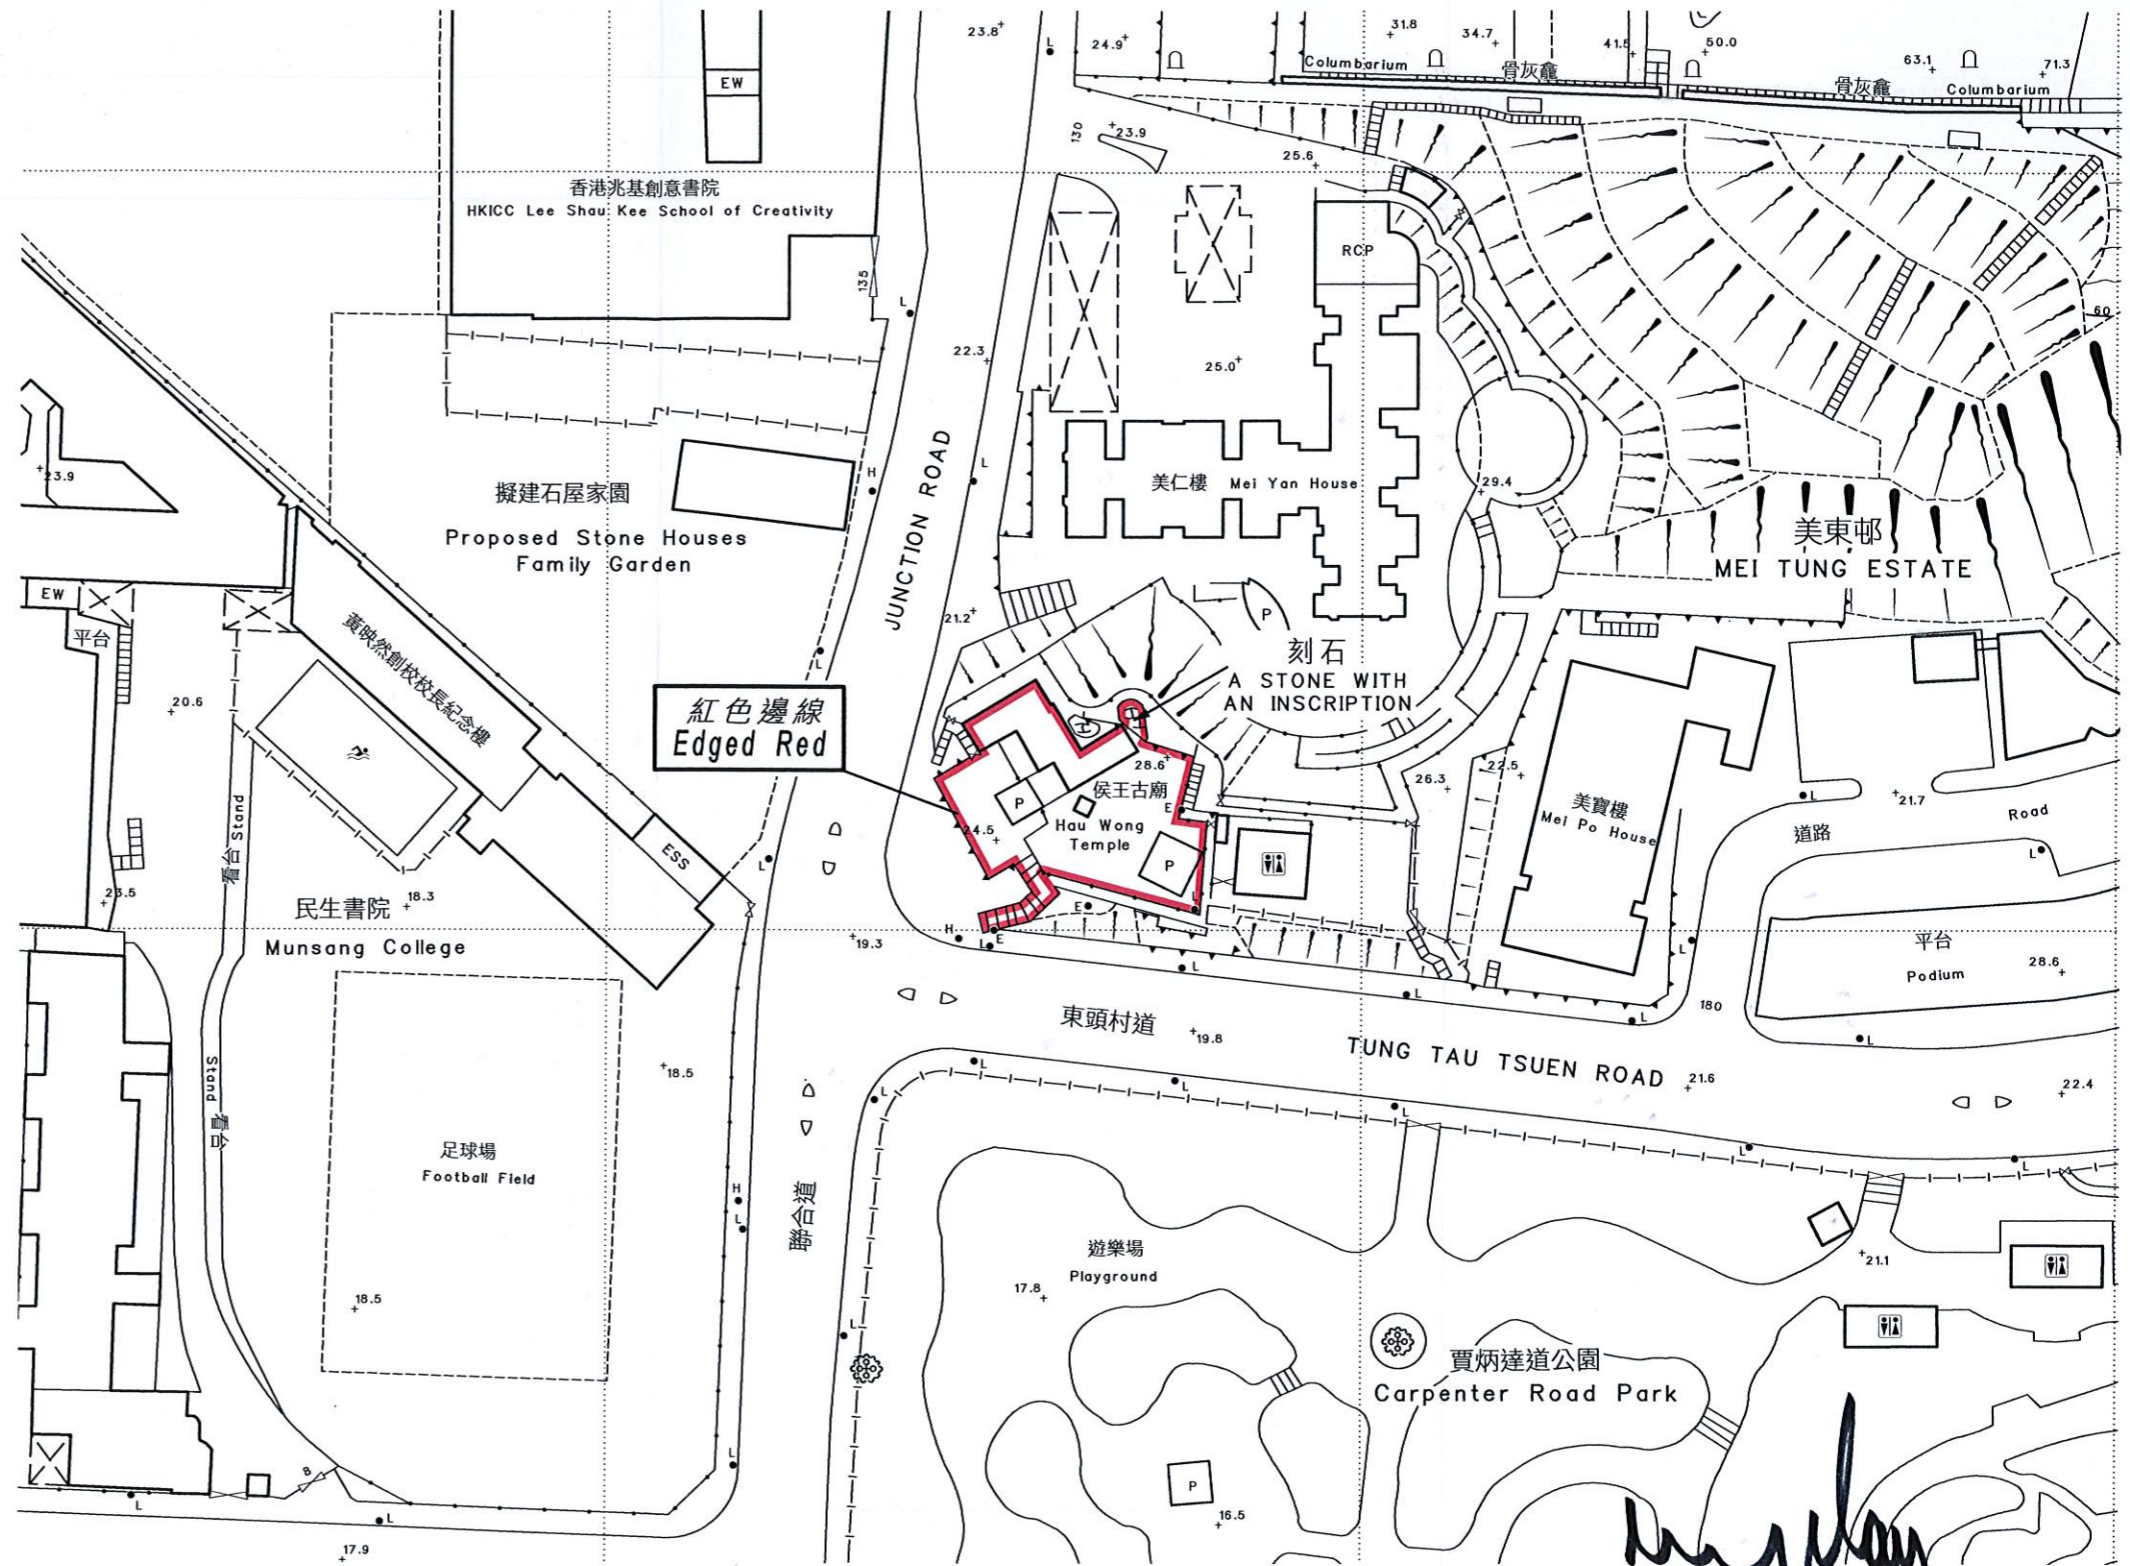 23.8
L
24.9
31.8
34.7
50.0
63.1
71.3
Columbarium
骨灰龕
骨灰龕
Columbarium
EW
130
23.9
25.6
香港兆基創意書院
HKICC Lee Shau Kee School of Creativity
RCP
135
L
60
22.3
25.0
JUNCTION ROAD
L
H
23.9
擬建石屋家園
Proposed Stone Houses
Family Garden
美仁樓 Mei Yan House
29.4
美東邨
MEI TUNG ESTATE
EW
平台
黃映然創校校長紀念樓
21.2
P
L
刻石
A STONE WITH
AN INSCRIPTION
20.6
紅色邊線
Edged Red
28.6
侯王古廟
Hau Wong
Temple
P
E
P
24.5
26.3
22.5
美寶樓
Mei Po House
L
21.7
道路
Road
L
Stand 看台
ESS
L
23.5
18.3
民生書院
Munsang College
19.3
H
L
E
E
L
L
L
L
L
180
平台
Podium
28.6
東頭村道
19.8
TUNG TAU TSUEN ROAD
21.6
L
22.4
18.5
L
L
L
L
L
L
Stand 看台
足球場
Football Field
H
L
聯合道
遊樂場
Playground
17.8
21.1
18.5
L
賈炳達道公園
Carpenter Road Park
L
8
L
L
P
16.5
17.9